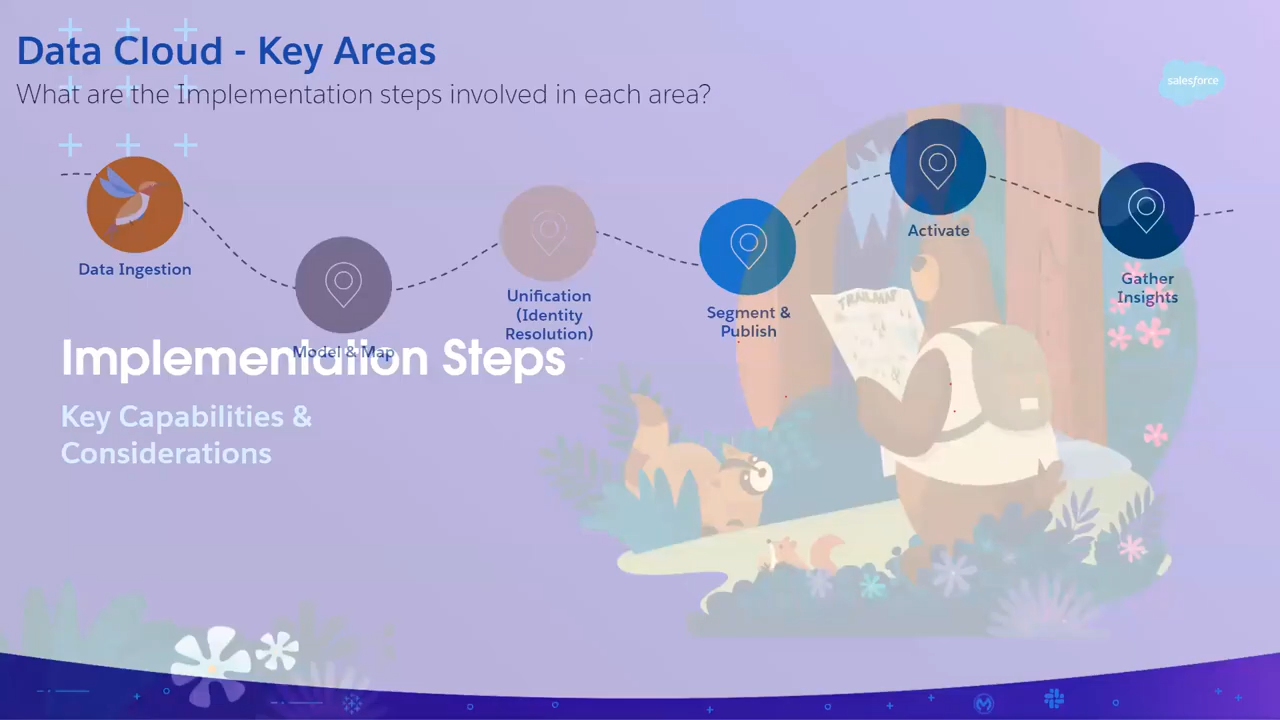 Data Cloud - Key Areas
What are the Implementation steps involved in each area?
salesforce
Data Ingestion
Model & Map
Unification
(Identity
Resolution)
Segment &
Publish
Activate
Gather
Insights
TRAILMAP
Implementation Steps
Key Capabilities &
Considerations